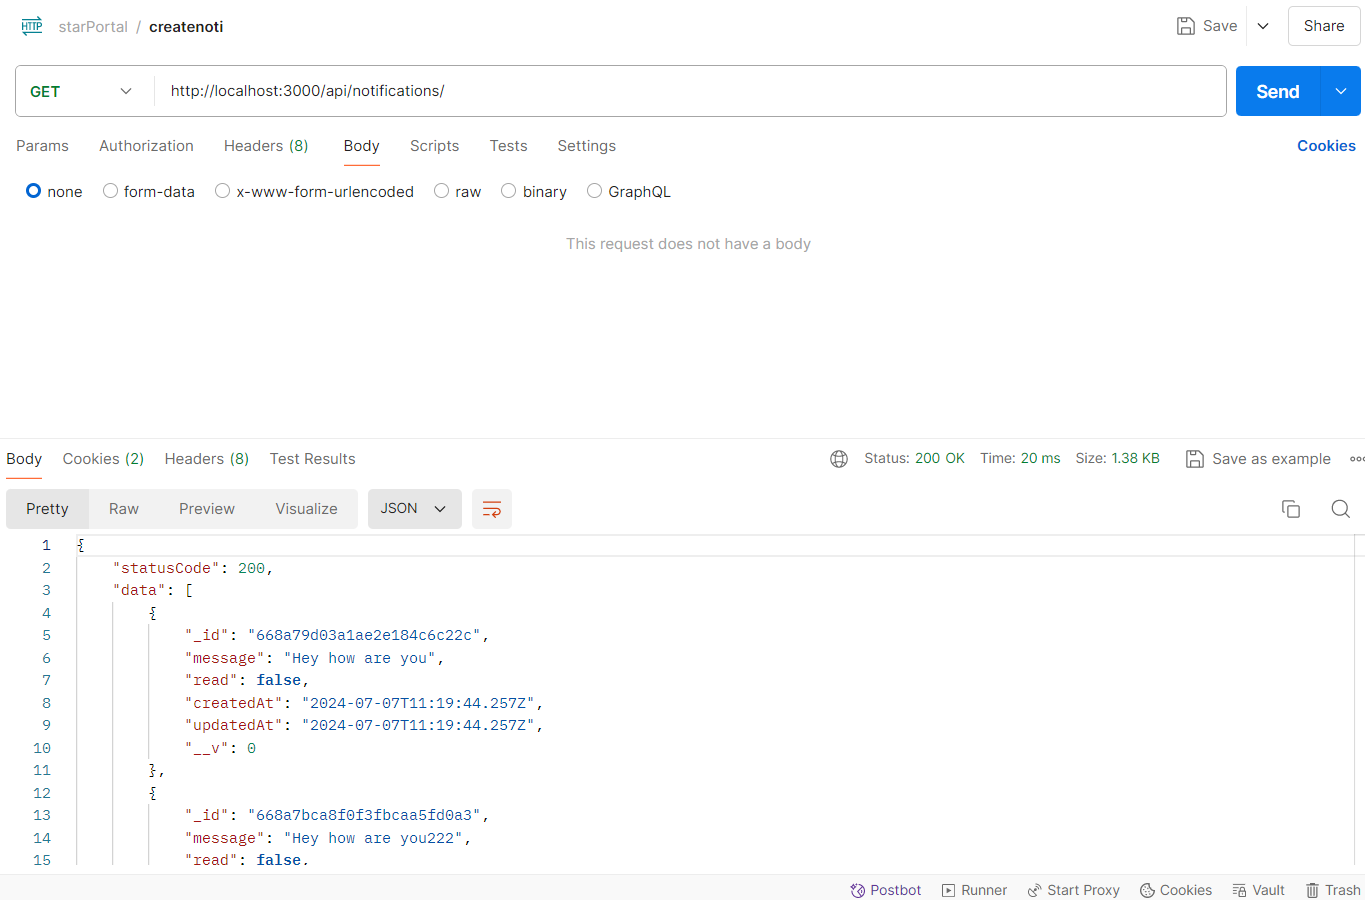 HTTP starPortal / createnoti Save Share
GET http://localhost:3000/api/notifications/ Send
Params Authorization Headers (8) Body Scripts Tests Settings Cookies
none form-data x-www-form-urlencoded raw binary GraphQL
This request does not have a body
Body Cookies (2) Headers (8) Test Results Status: 200 OK Time: 20 ms Size: 1.38 KB Save as example
Pretty Raw Preview Visualize JSON
1 {
2 "statusCode": 200,
3 "data": [
4 {
5 "_id": "668a79d03a1ae2e184c6c22c",
6 "message": "Hey how are you",
7 "read": false,
8 "createdAt": "2024-07-07T11:19:44.257Z",
9 "updatedAt": "2024-07-07T11:19:44.257Z",
10 "__v": 0
11 },
12 {
13 "_id": "668a7bca8f0f3fbcaa5fd0a3",
14 "message": "Hey how are you222",
15 "read": false,
Postbot Runner Start Proxy Cookies Vault Trash